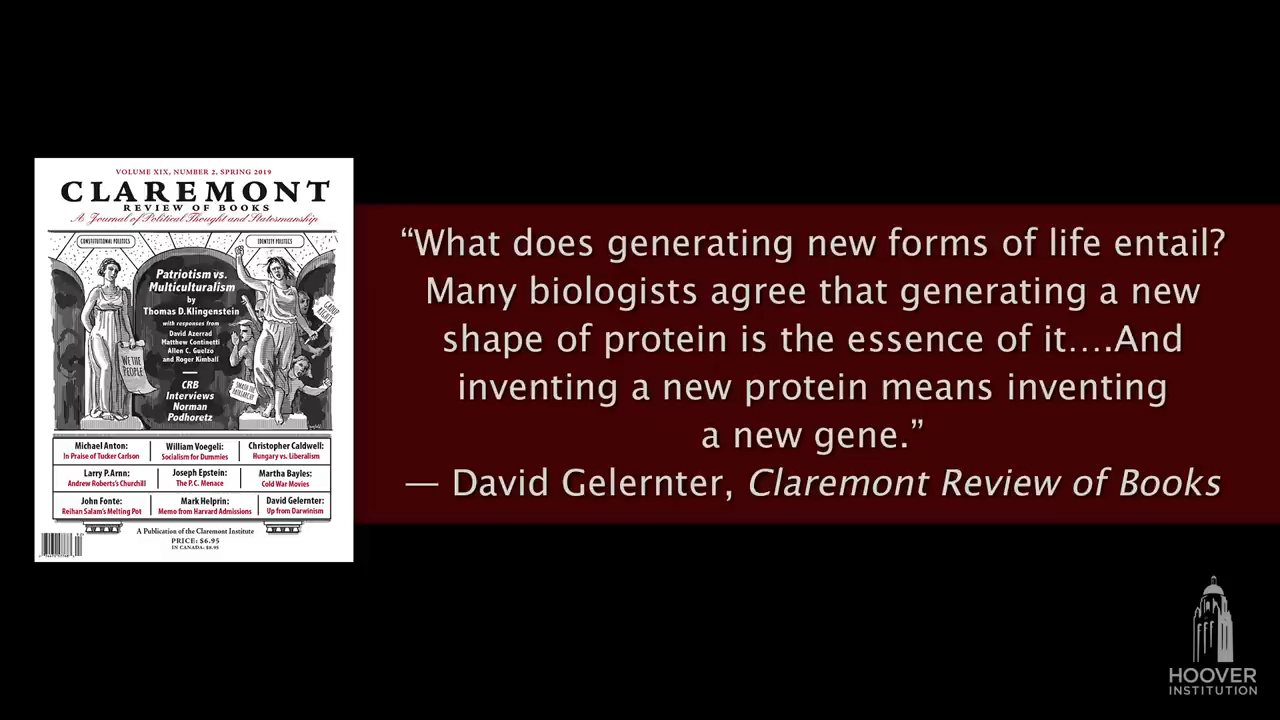 VOLUME XIX, NUMBER 2, SPRING 2019
CLAREMONT
REVIEW OF BOOKS
A Journal of Political Thought and Statesmanship
CONSTITUTIONAL POLITICS
IDENTITY POLITICS
Patriotism vs.
Multiculturalism
by
Thomas D. Klingenstein
with responses from
David Azerrad
Matthew Continetti
Allen C. Guelzo
and Roger Kimball
CRB
Interviews
Norman
Podhoretz
WE THE
PEOPLE
SMASH THE
PATRIARCHY
Michael Anton:
In Praise of Tucker Carlson
William Voegeli:
Socialism for Dummies
Christopher Caldwell:
Hungary vs. Liberalism
Larry P. Arnn:
Andrew Roberts's Churchill
Joseph Epstein:
The P.C. Menace
Martha Bayles:
Cold War Movies
John Fonte:
Reihan Salam's Melting Pot
Mark Helprin:
Memo from Harvard Admissions
David Gelernter:
Up from Darwinism
A Publication of the Claremont Institute
PRICE: $6.95
IN CANADA: $8.95
“What does generating new forms of life entail?
Many biologists agree that generating a new
shape of protein is the essence of it….And
inventing a new protein means inventing
a new gene.”
— David Gelernter, Claremont Review of Books
HOOVER
INSTITUTION